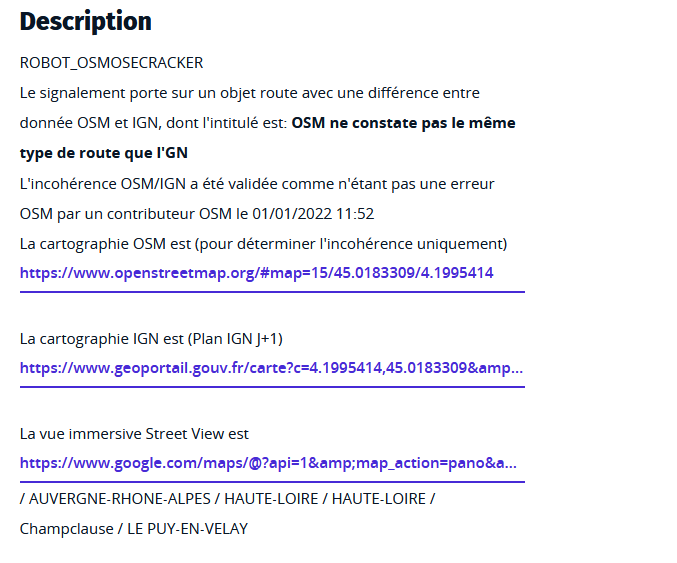 Description
ROBOT_OSMOSECRACKER
Le signalement porte sur un objet route avec une différence entre
donnée OSM et IGN, dont l'intitulé est: OSM ne constate pas le même
type de route que l'GN
L'incohérence OSM/IGN a été validée comme n'étant pas une erreur
OSM par un contributeur OSM le 01/01/2022 11:52
La cartographie OSM est (pour déterminer l'incohérence uniquement)
https://www.openstreetmap.org/#map=15/45.0183309/4.1995414
La cartographie IGN est (Plan IGN J+1)
https://www.geoportail.gouv.fr/carte?c=4.1995414,45.0183309&amp...
La vue immersive Street View est
https://www.google.com/maps/@?api=1&amp;map_action=pano&a...
/ AUVERGNE-RHONE-ALPES / HAUTE-LOIRE / HAUTE-LOIRE /
Champclause / LE PUY-EN-VELAY